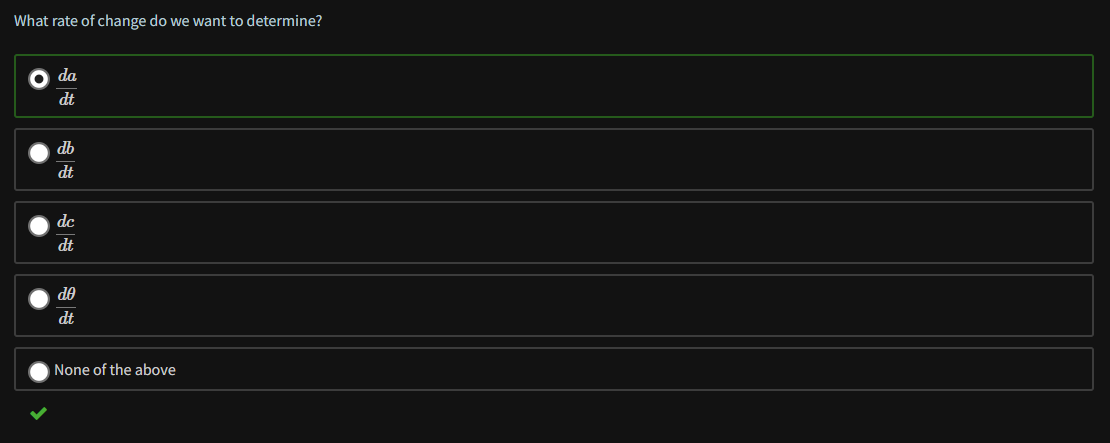 What rate of change do we want to determine?
da
dt
db
dt
dc
dt
dθ
dt
None of the above